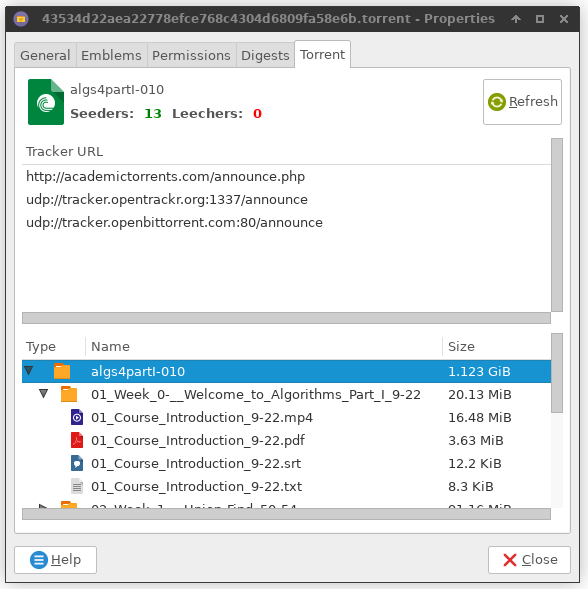 43534d22aea22778efce768c4304d6809fa58e6b.torrent - Properties
General Emblems Permissions Digests Torrent
algs4partI-010
Seeders: 13 Leechers: 0
Refresh
Tracker URL
http://academictorrents.com/announce.php
udp://tracker.opentrackr.org:1337/announce
udp://tracker.openbittorrent.com:80/announce
Type Name Size
algs4partI-010 1.123 GiB
01_Week_0-__Welcome_to_Algorithms_Part_I_9-22 20.13 MiB
01_Course_Introduction_9-22.mp4 16.48 MiB
01_Course_Introduction_9-22.pdf 3.63 MiB
01_Course_Introduction_9-22.srt 12.2 KiB
01_Course_Introduction_9-22.txt 8.3 KiB
Help Close